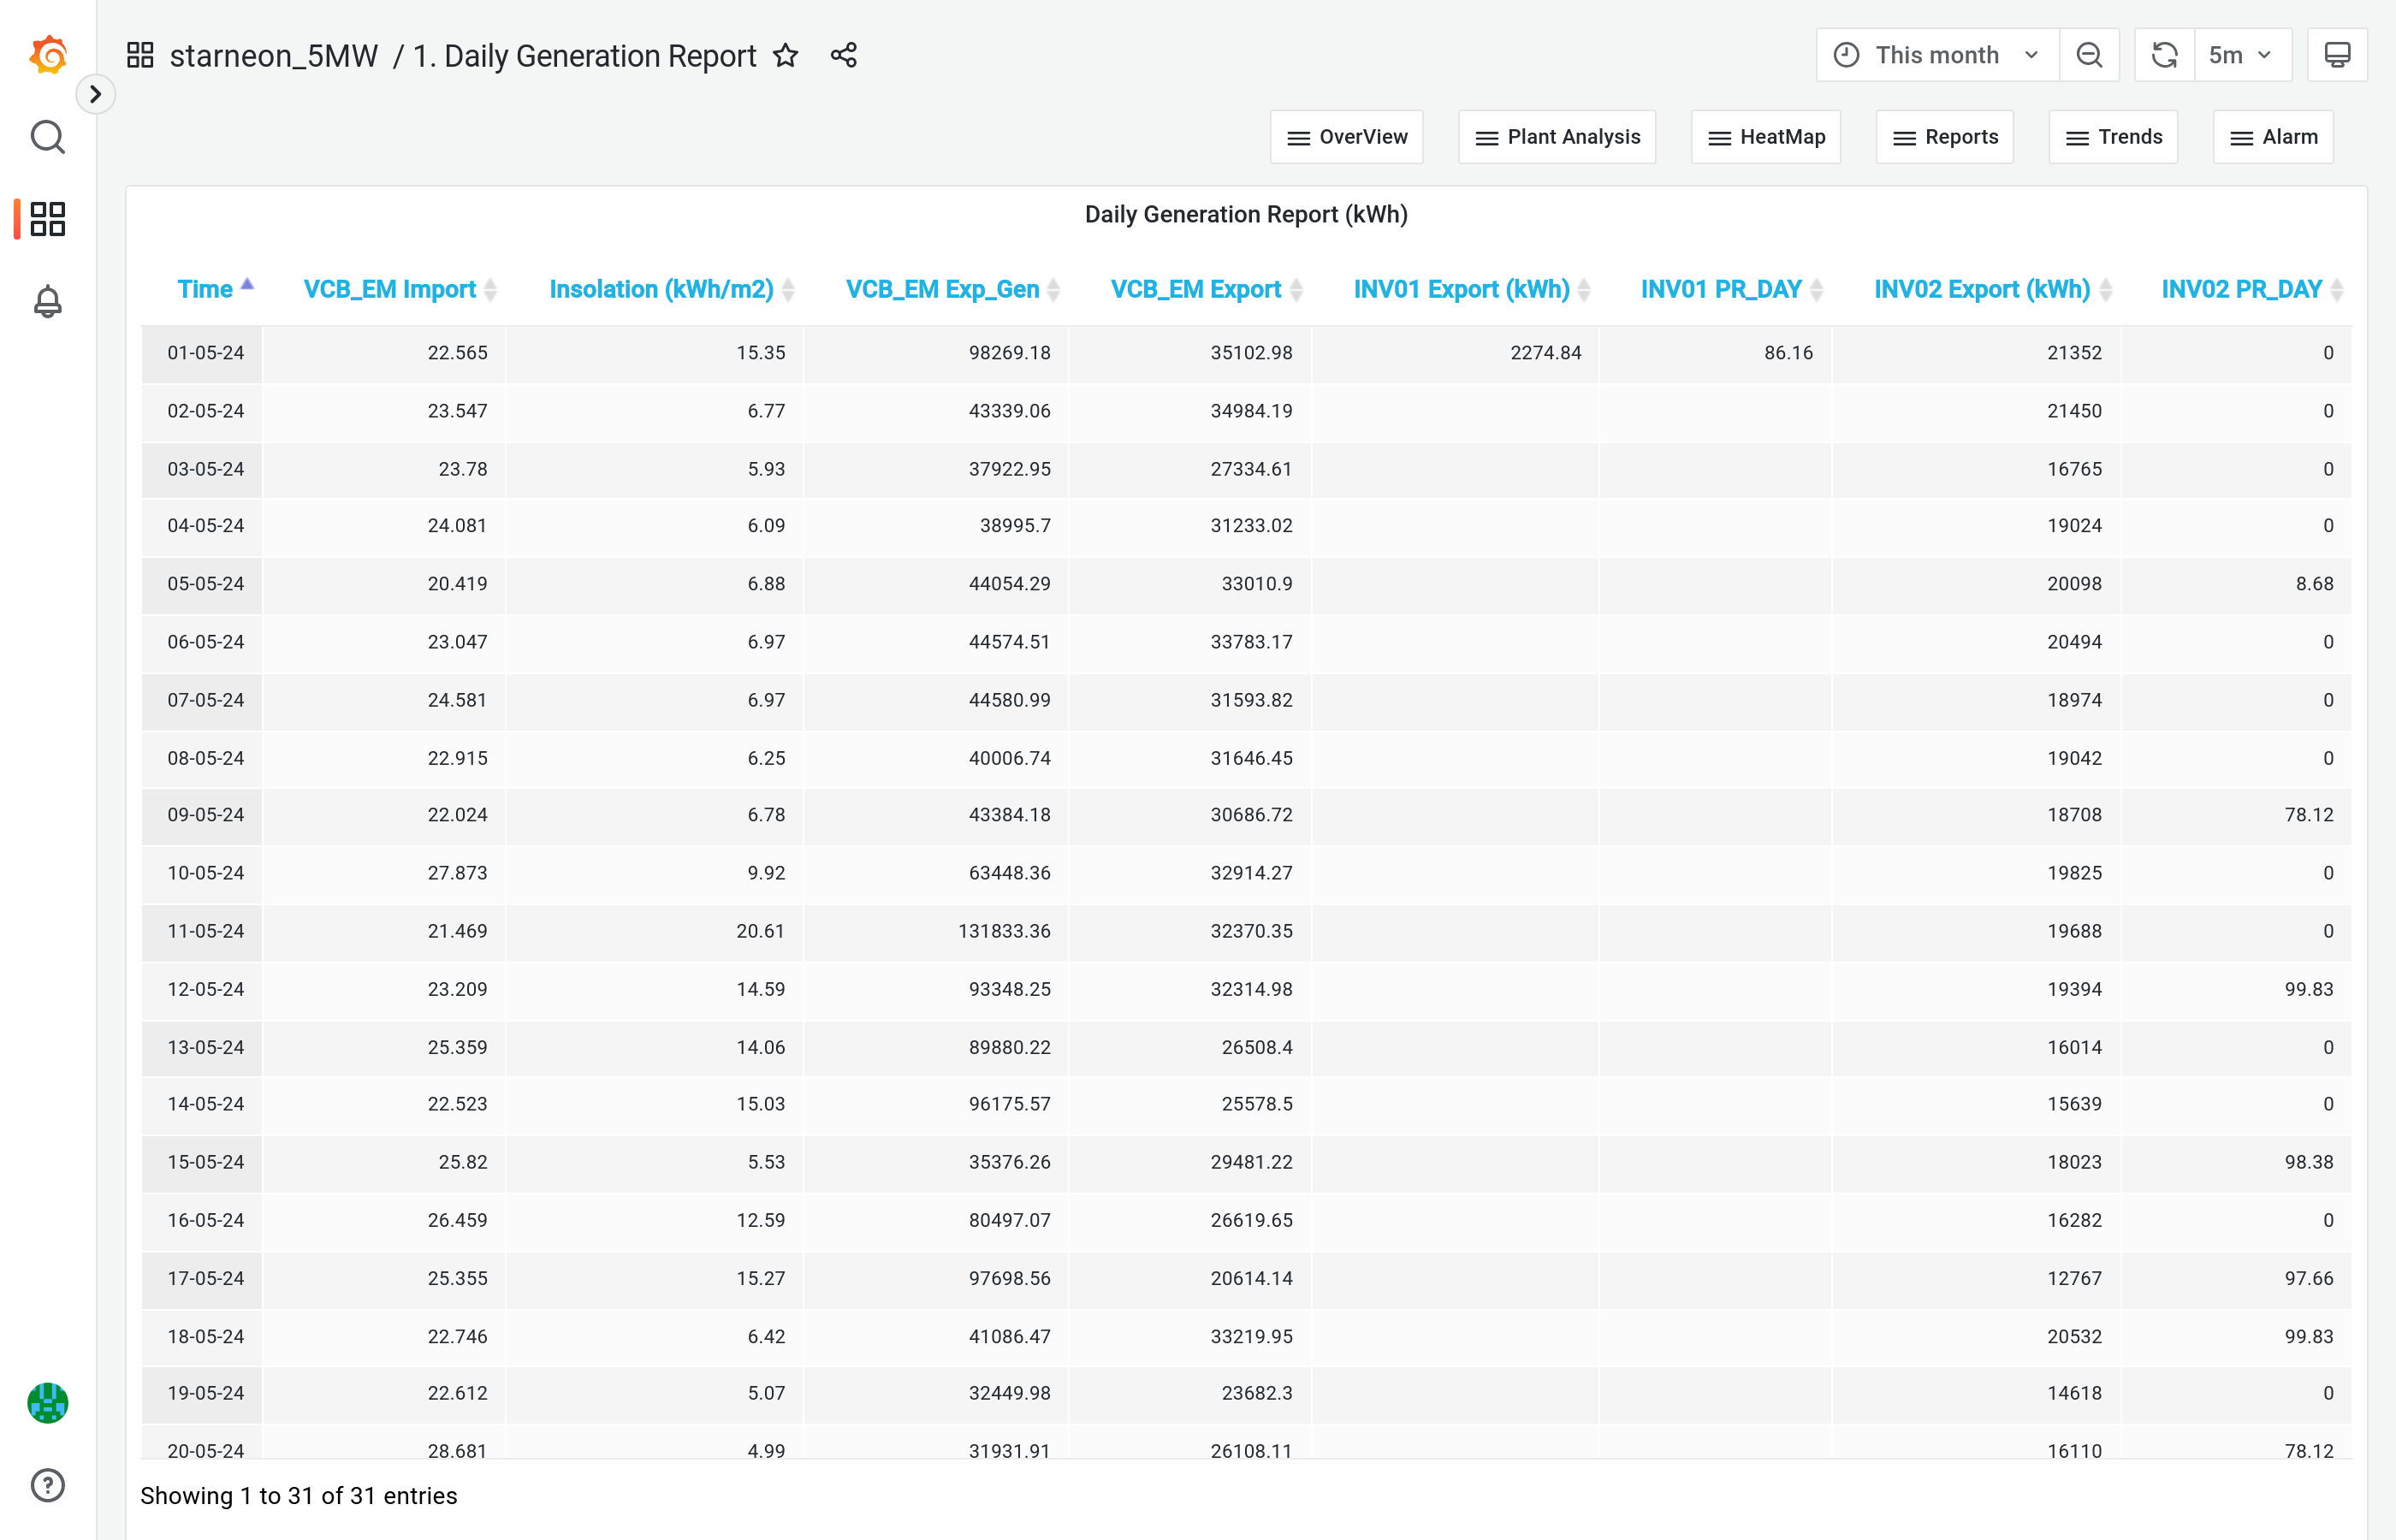 starneon_5MW / 1. Daily Generation Report
This month
5m
OverView Plant Analysis HeatMap Reports Trends Alarm
Daily Generation Report (kWh)
Time VCB_EM Import Insolation (kWh/m2) VCB_EM Exp_Gen VCB_EM Export INV01 Export (kWh) INV01 PR_DAY INV02 Export (kWh) INV02 PR_DAY
01-05-24 22.565 15.35 98269.18 35102.98 2274.84 86.16 21352 0
02-05-24 23.547 6.77 43339.06 34984.19 21450 0
03-05-24 23.78 5.93 37922.95 27334.61 16765 0
04-05-24 24.081 6.09 38995.7 31233.02 19024 0
05-05-24 20.419 6.88 44054.29 33010.9 20098 8.68
06-05-24 23.047 6.97 44574.51 33783.17 20494 0
07-05-24 24.581 6.97 44580.99 31593.82 18974 0
08-05-24 22.915 6.25 40006.74 31646.45 19042 0
09-05-24 22.024 6.78 43384.18 30686.72 18708 78.12
10-05-24 27.873 9.92 63448.36 32914.27 19825 0
11-05-24 21.469 20.61 131833.36 32370.35 19688 0
12-05-24 23.209 14.59 93348.25 32314.98 19394 99.83
13-05-24 25.359 14.06 89880.22 26508.4 16014 0
14-05-24 22.523 15.03 96175.57 25578.5 15639 0
15-05-24 25.82 5.53 35376.26 29481.22 18023 98.38
16-05-24 26.459 12.59 80497.07 26619.65 16282 0
17-05-24 25.355 15.27 97698.56 20614.14 12767 97.66
18-05-24 22.746 6.42 41086.47 33219.95 20532 99.83
19-05-24 22.612 5.07 32449.98 23682.3 14618 0
20-05-24 28.681 4.99 31931.91 26108.11 16110 78.12
Showing 1 to 31 of 31 entries